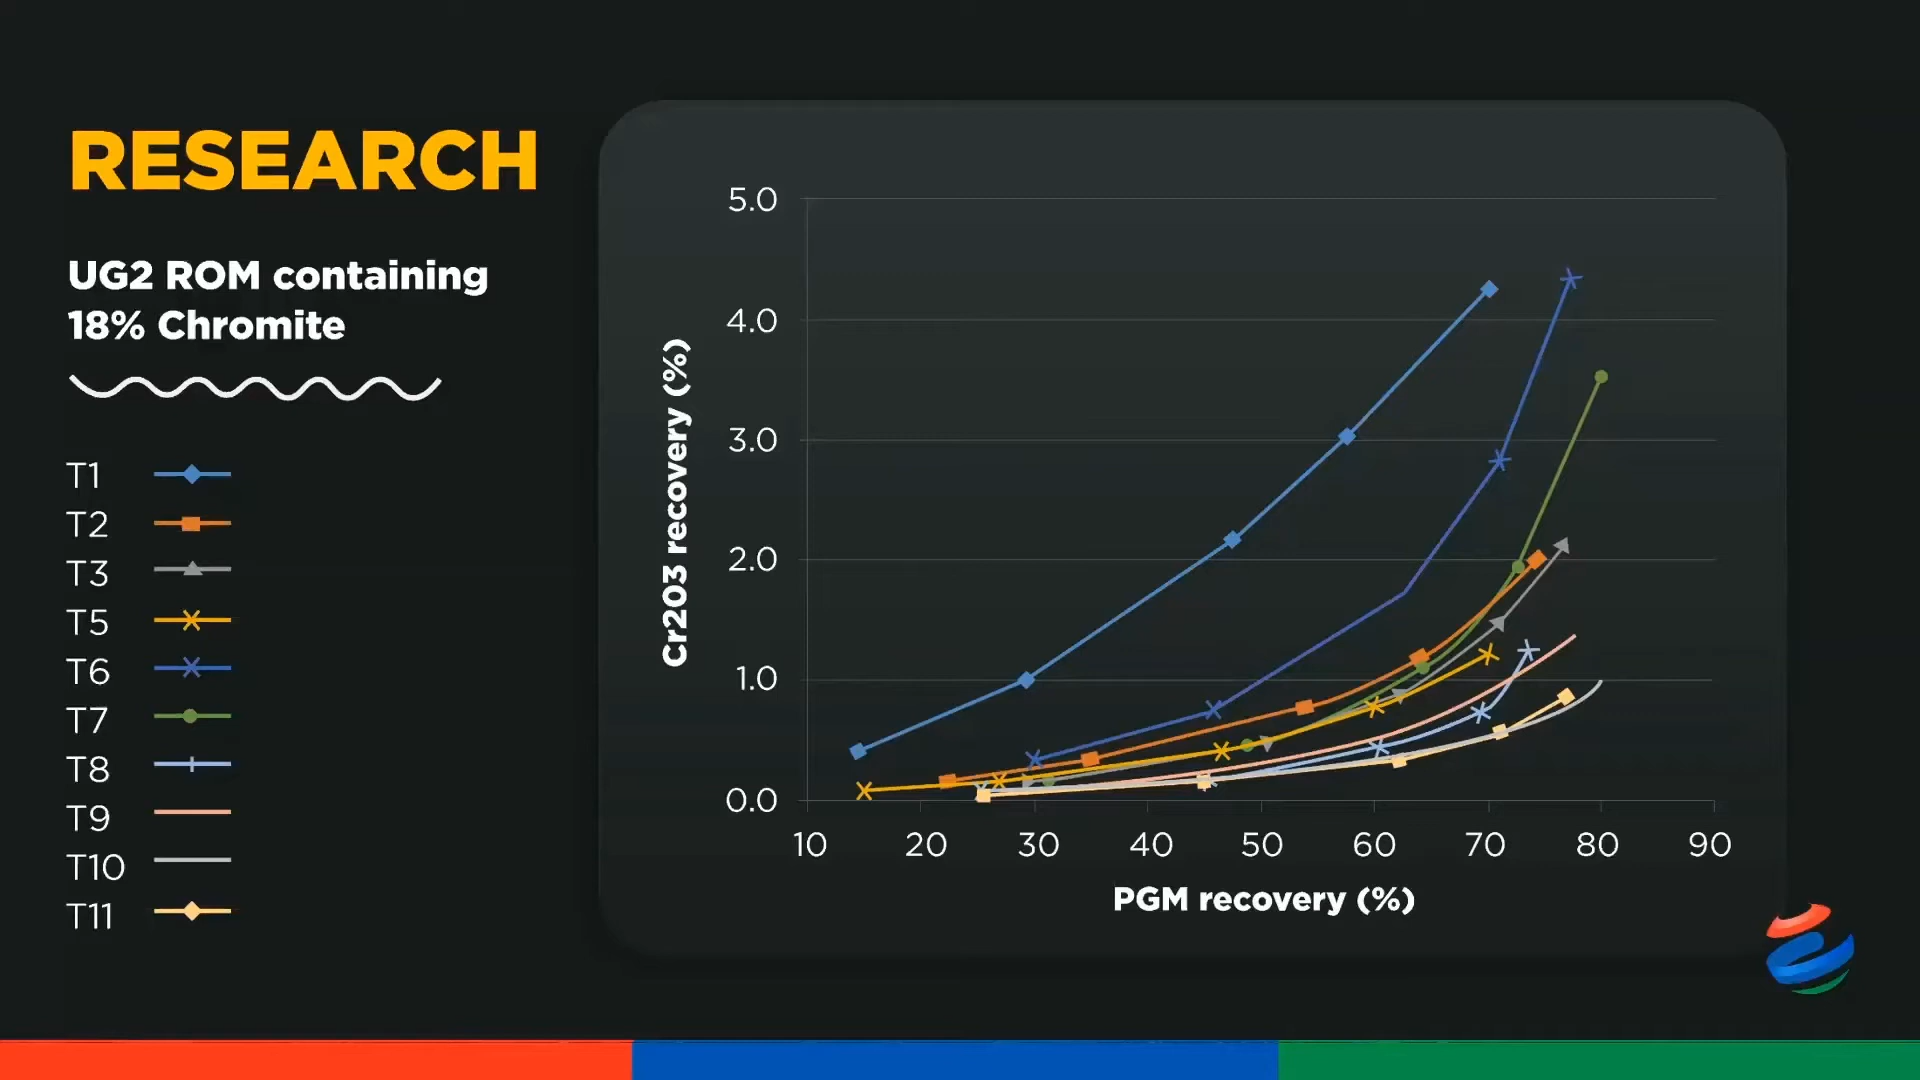 RESEARCH
UG2 ROM containing
18% Chromite
T1
T2
T3
T5
T6
T7
T8
T9
T10
T11
Cr203 recovery (%)
5.0
4.0
3.0
2.0
1.0
0.0
10 20 30 40 50 60 70 80 90
PGM recovery (%)